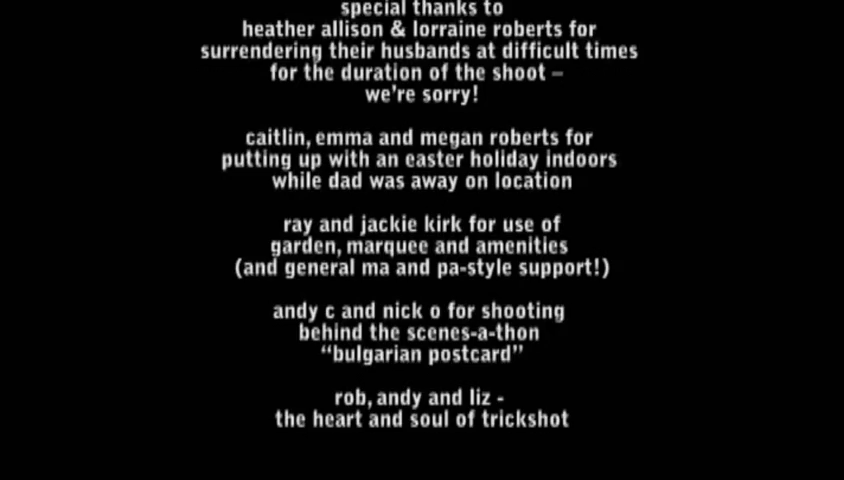 special thanks to
heather allison & lorraine roberts for
surrendering their husbands at difficult times
for the duration of the shoot –
we're sorry!
caitlin, emma and megan roberts for
putting up with an easter holiday indoors
while dad was away on location
ray and jackie kirk for use of
garden, marquee and amenities
(and general ma and pa-style support!)
andy c and nick o for shooting
behind the scenes-a-thon
“bulgarian postcard”
rob, andy and liz -
the heart and soul of trickshot